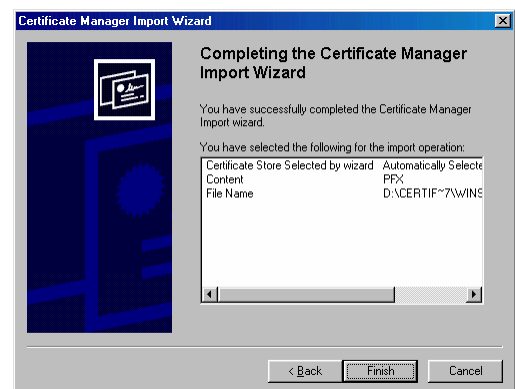 Certificate Manager Import Wizard
Completing the Certificate Manager
Import Wizard
You have successfully completed the Certificate Manager
Import wizard.
You have selected the following for the import operation:
Certificate Store Selected by wizard Automatically Selecte
Content PFX
File Name D:\CERTIF~7\WINS
< Back Finish Cancel